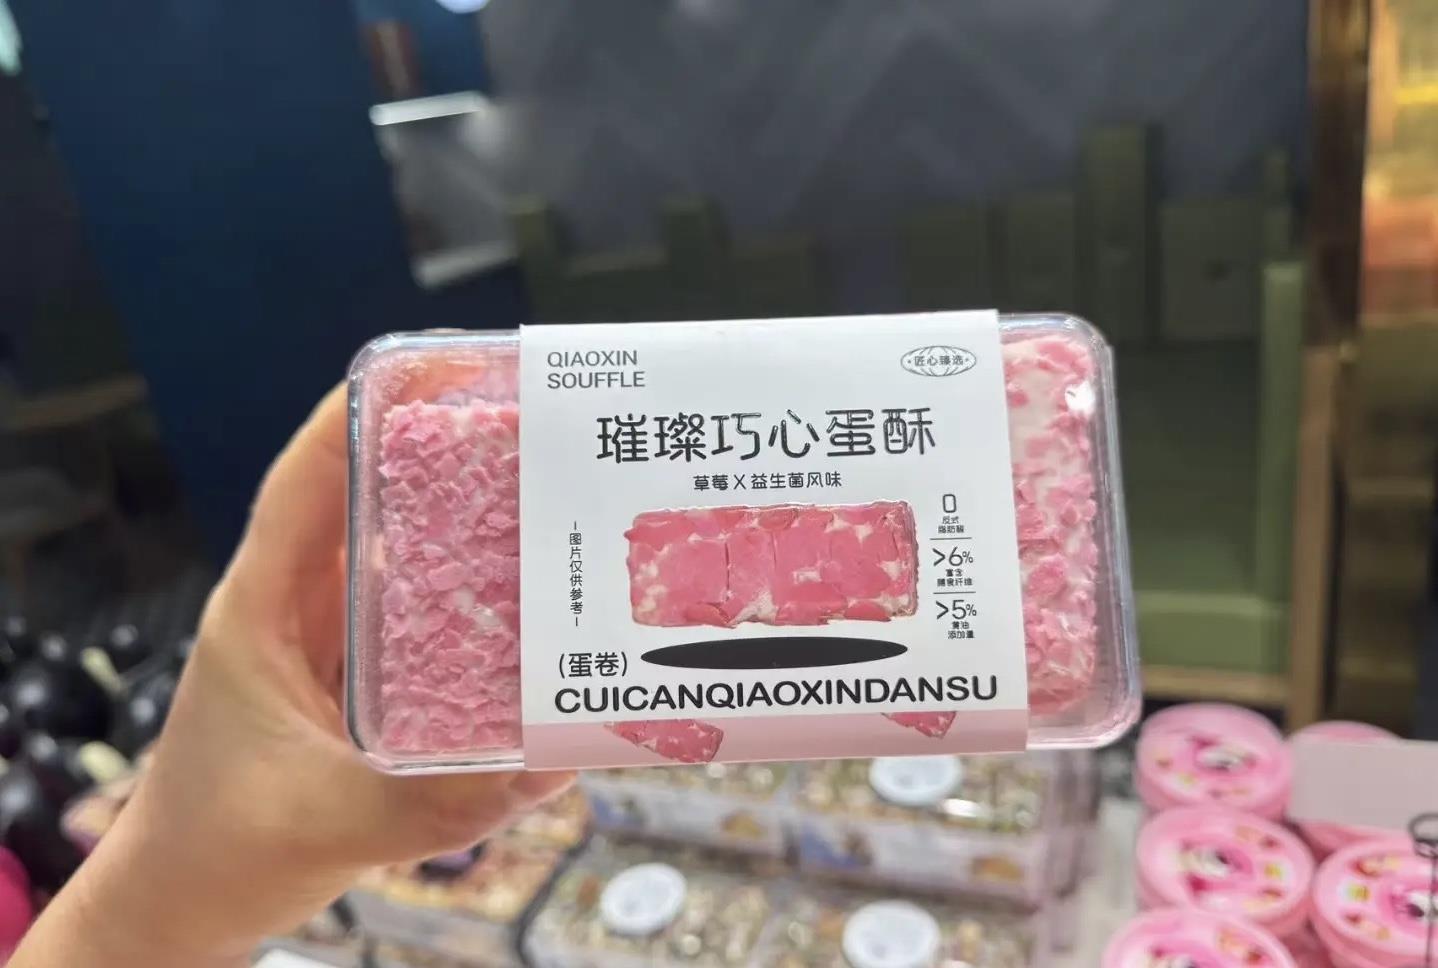 QIAOXIN
SOUFFLE
匠心臻选
璀璨巧心蛋酥
草莓X益生菌风味
图片仅供参考
0
反式
脂肪酸
>6%
富含
膳食纤维
>5%
黄油
添加量
(蛋卷)
CUICANQIAOXINDANSU